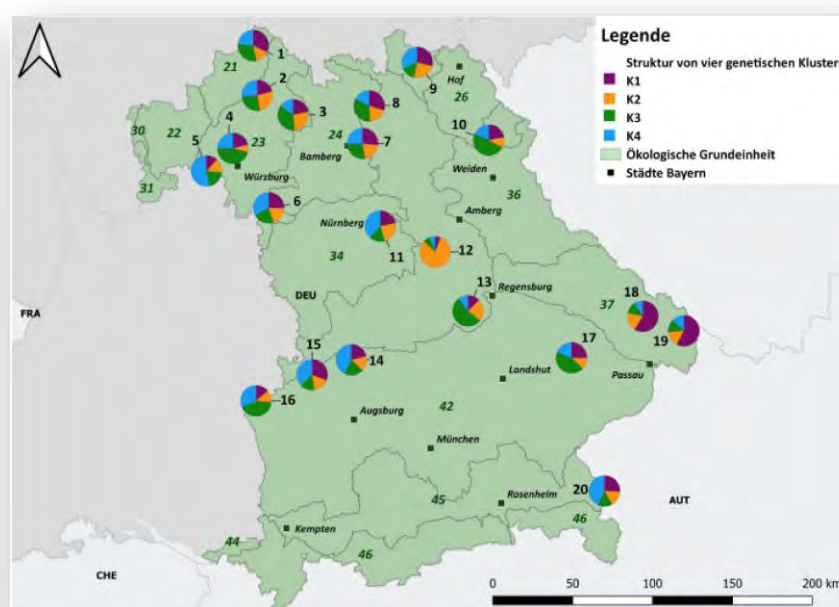 Legende
Struktur von vier genetischen Klustern
K1
K2
K3
K4
Ökologische Grundeinheit
Städte Bayern
1
21
2
9
Hof
26
8
3
30
22
4
23
24
7
10
5
Bamberg
Würzburg
Weiden
31
36
6
Nürnberg
Amberg
34
11
12
DEU
13
Regensburg
37
18
FRA
19
15
14
17
Passau
Landshut
16
Augsburg
42
München
20
AUT
45
Rosenheim
46
Kempten
44
46
CHE
0 50 100 150 200 km